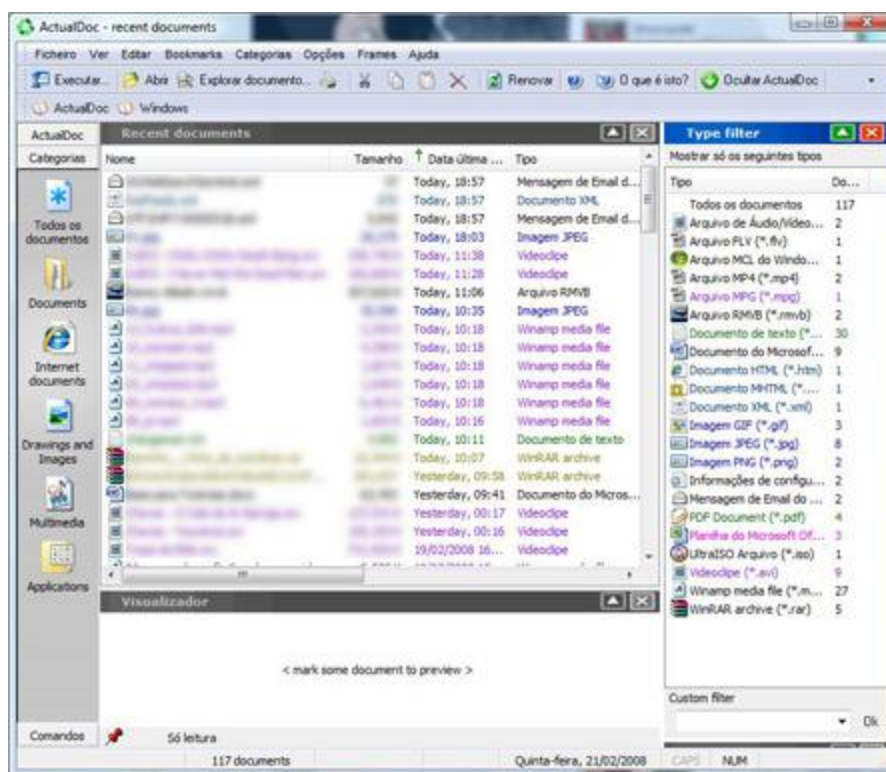 ActualDoc - recent documents
Ficheiro Ver Editar Bookmarks Categorias Opções Frames Ajuda
Executar... Abrir Explorar documento... Renovar O que é isto? Ocultar ActualDoc
ActualDoc Windows
ActualDoc
Categorias
Todos os documentos
Documents
Internet documents
Drawings and Images
Multimedia
Applications
Comandos
Recent documents
Nome Tamanho Data última ... Tipo
Today, 18:57 Mensagem de Email d...
Today, 18:57 Documento XML
Today, 18:57 Mensagem de Email d...
Today, 18:03 Imagem JPEG
Today, 11:38 Videoclipe
Today, 11:28 Videoclipe
Today, 11:06 Arquivo RMVB
Today, 10:35 Imagem JPEG
Today, 10:18 Winamp media file
Today, 10:18 Winamp media file
Today, 10:18 Winamp media file
Today, 10:18 Winamp media file
Today, 10:18 Winamp media file
Today, 10:16 Winamp media file
Today, 10:11 Documento de texto
Today, 10:07 WinRAR archive
Yesterday, 09:58 WinRAR archive
Yesterday, 09:41 Documento do Micros...
Yesterday, 00:17 Videoclipe
Yesterday, 00:16 Videoclipe
19/02/2008 16... Videoclipe
Visualizador
< mark some document to preview >
Só leitura
Type filter
Mostrar só os seguintes tipos
Tipo Do...
Todos os documentos 117
Arquivo de Áudio/Vídeo... 2
Arquivo FLV (*.flv) 1
Arquivo MCL do Windo... 1
Arquivo MP4 (*.mp4) 2
Arquivo MPG (*.mpg) 1
Arquivo RMVB (*.rmvb) 2
Documento de texto (*... 30
Documento do Microsof... 9
Documento HTML (*.htm) 1
Documento MHTML (*.... 1
Documento XML (*.xml) 1
Imagem GIF (*.gif) 3
Imagem JPEG (*.jpg) 8
Imagem PNG (*.png) 2
Informações de configu... 2
Mensagem de Email do ... 2
PDF Document (*.pdf) 4
Planilha do Microsoft Of... 3
UltraISO Arquivo (*.iso) 1
Videoclipe (*.avi) 9
Winamp media file (*.m... 27
WinRAR archive (*.rar) 5
Custom filter
Ok
117 documents Quinta-feira, 21/02/2008 CAPS NUM